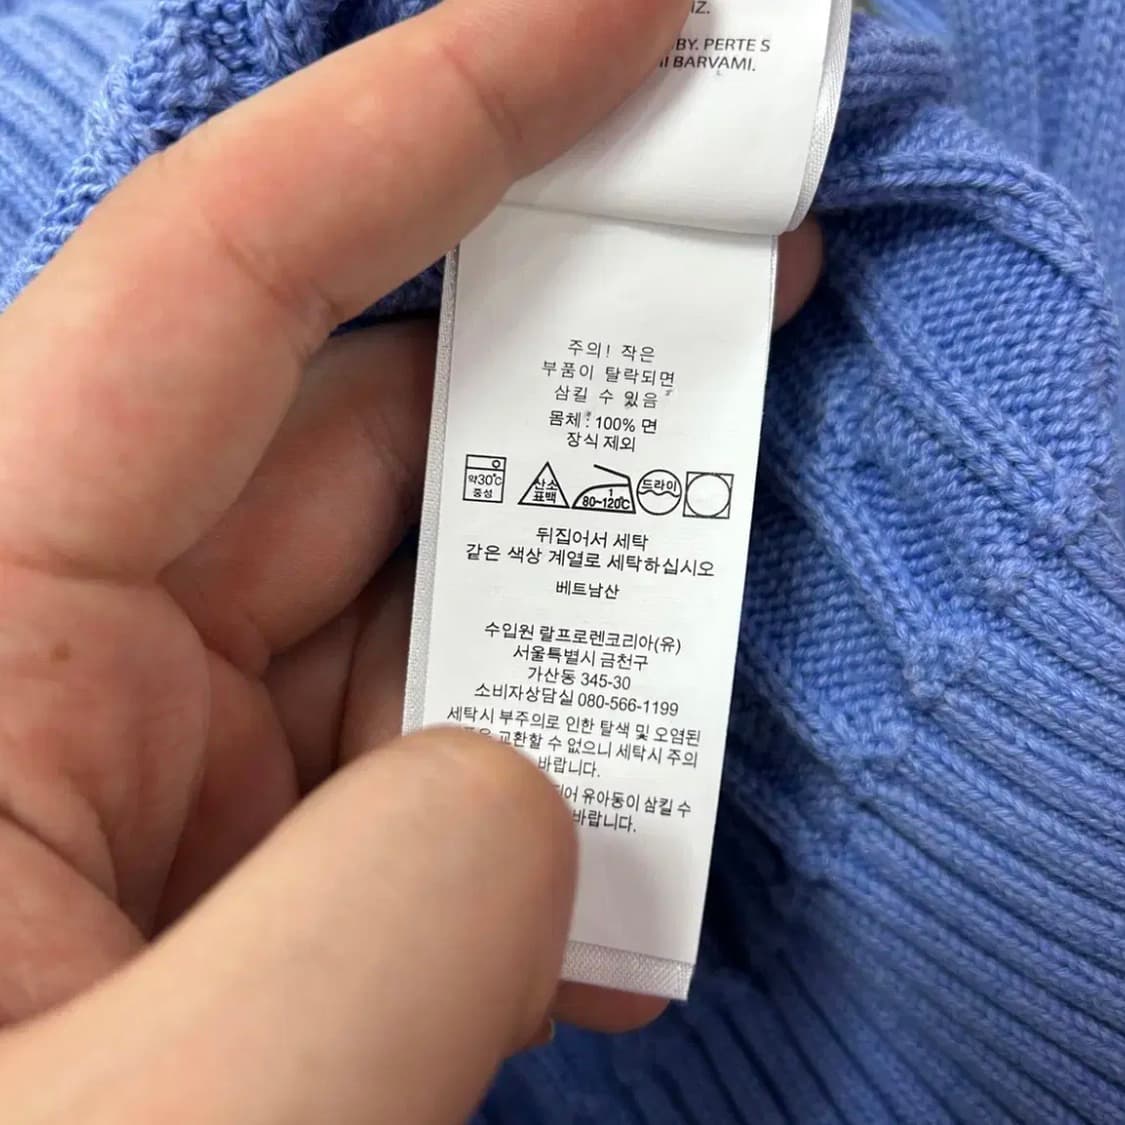 IZ.
BY. PERTE S
BARVAMI.
주의! 작은
부품이 탈락되면
삼킬 수 있음
몸체 : 100% 면
장식 제외
약30℃
중성
산소
표백
1
80~120℃
드라이
뒤집어서 세탁
같은 색상 계열로 세탁하십시오
베트남산
수입원 랄프로렌코리아(유)
서울특별시 금천구
가산동 345-30
소비자상담실 080-566-1199
세탁시 부주의로 인한 탈색 및 오염된
교환할 수 없으니 세탁시 주의
바랍니다.
되어 유아동이 삼킬 수
바랍니다.